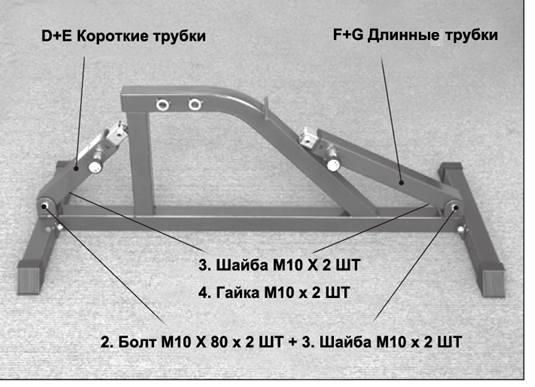 D+E Короткие трубки
F+G Длинные трубки
3. Шайба М10 X 2 ШТ
4. Гайка М10 х 2 ШТ
2. Болт М10 X 80 х 2 ШТ + 3. Шайба М10 х 2 ШТ